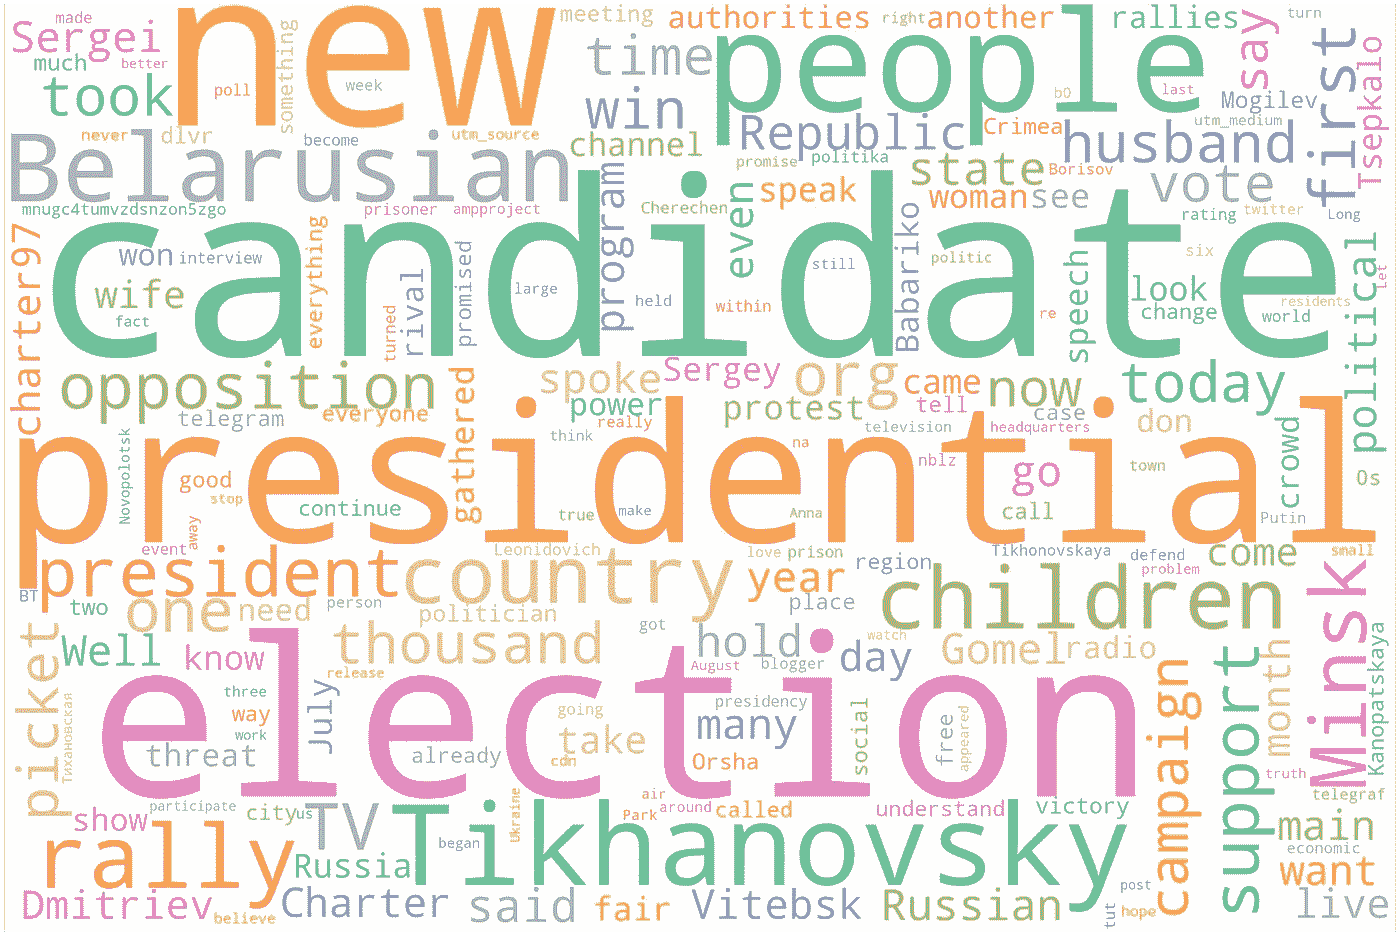 made
meeting
authorities
right
another
rallies
turn
Sergei
new
something
time
people
say
first
much
better
took
poll
week
win
b0
last
Mogilev
Tsepkalo
never
dlvr
become
utm_source
channel
Republic
Crimea
utm_medium
husband
Belarusian
promise
politika
state
Borisov
vote
program
even
speak
woman
see
mnugc4tumvzdsnzon5zgo
prisoner
ampproject
Cherechen
rating
twitter
Long
candidate
charter97
won
interview
everything
wife
fact
turned
rival
promised
large
held
within
still
Babariko
politic
re
speech
six
look
change
residents
world
political
Let
opposition
spoke
Sergey
org
came
now
today
telegram
everyone
gathered
power
really
protest
tell
case
don
television
headquarters
think
na
presidential
Novopolotsk
good
stop
continue
true
make
Anna
nblz
go
call
town
crowd
Putin
0s
event
away
Leonidovich
love
prison
region
Tikhonovskaya
defend
problem
come
small
president
country
year
children
BT
two
one
need
person
politician
place
Minsk
Well
know
thousand
got
hold
day
watch
Gomel
radio
release
August
blogger
election
picket
Тихановская
three
way
work
July
threat
already
going
take
cdn
presidency
many
Orsha
social
free
appeared
campaign
support
month
truth
Kanopatskaya
telegraf
show
participate
city
us
TV
Ukraine
air
Park
around
called
understand
victory
main
rally
Russia
began
Tikhanovsky
economic
want
Dmitriev
believe
Charter
said
fair
Vitebsk
Russian
post
tut
hope
live